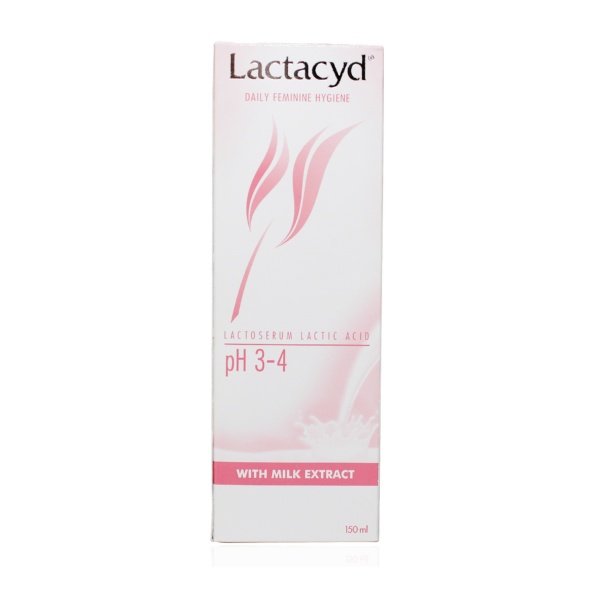 Lactacyd
DAILY FEMININE HYGIENE
LACTOSERUM LACTIC ACID
pH 3-4
WITH MILK EXTRACT
150 ml